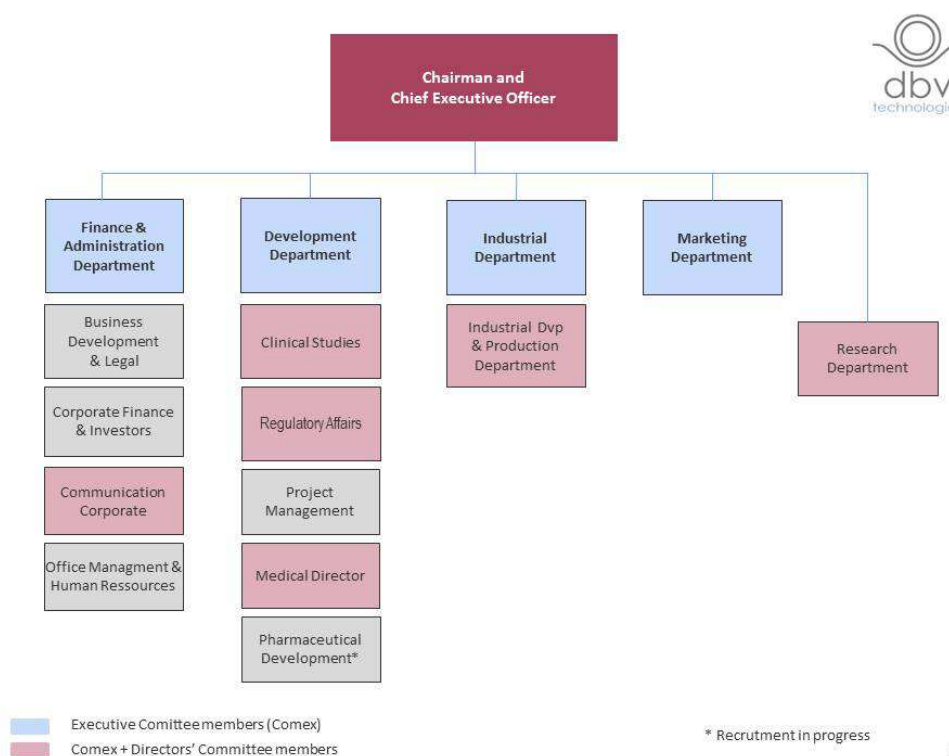 Chairman and
Chief Executive Officer
dbv
technologie
Finance &
Administration
Department
Development
Department
Industrial
Department
Marketing
Department
Business
Development
& Legal
Clinical Studies
Industrial Dvp
& Production
Department
Research
Department
Corporate Finance
& Investors
Regulatory Affairs
Communication
Corporate
Project
Management
Office Managment &
Human Ressources
Medical Director
Pharmaceutical
Development*
Executive Comittee members (Comex)
Comex + Directors' Committee members
* Recrutment in progress